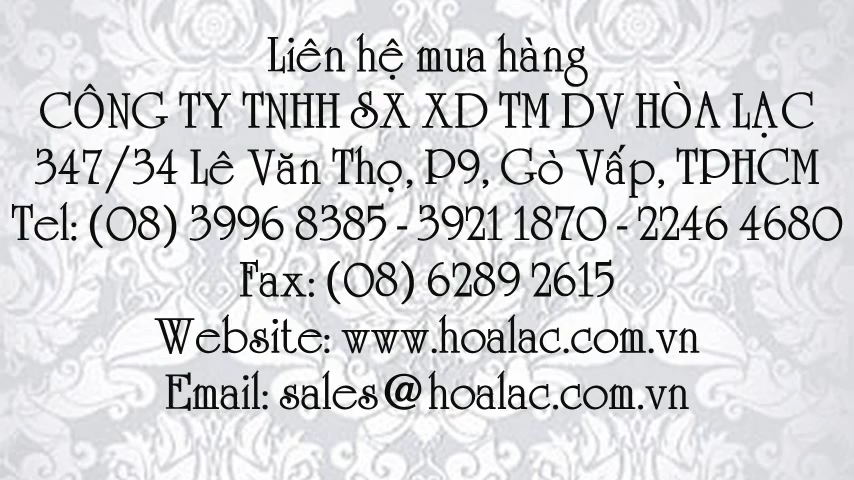 Liên hệ mua hàng
CÔNG TY TNHH SX XD TM DV HÒA LẠC
347/34 Lê Văn Thọ, P9, Gò Vấp, TPHCM
Tel: (08) 3996 8385 - 3921 1870 - 2246 4680
Fax: (08) 6289 2615
Website: www.hoalac.com.vn
Email: sales@hoalac.com.vn